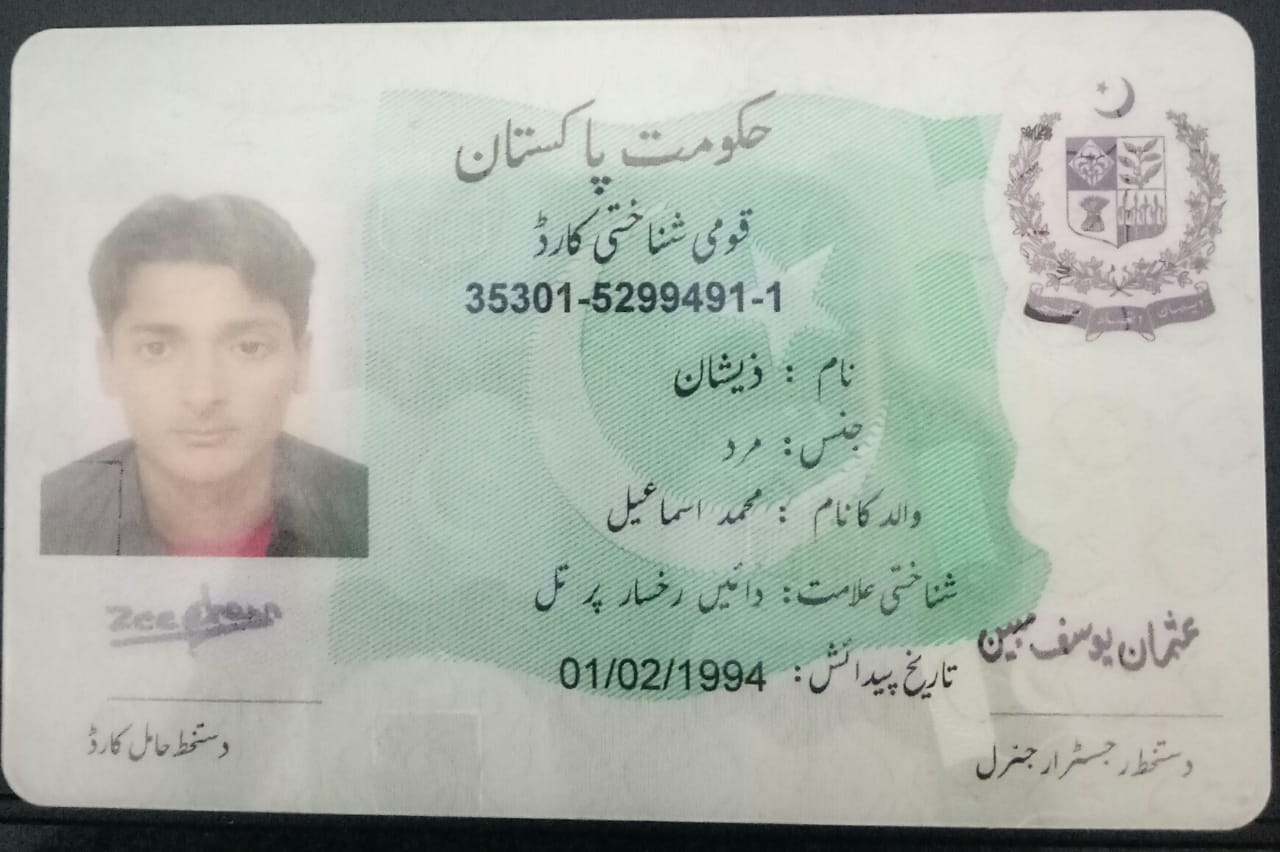 حکومت پاکستان
قومی شناختی کارڈ
35301-5299491-1
نام : ذیشان
جنس: مرد
والد کا نام : محمد اسماعیل
شناختی علامت: دائیں رخسار پر تل
تاریخ پیدائش: 01/02/1994
عثمان یوسف مبین
دستخط رجسٹرار جنرل
Zeeshan
دستخط حامل کارڈ